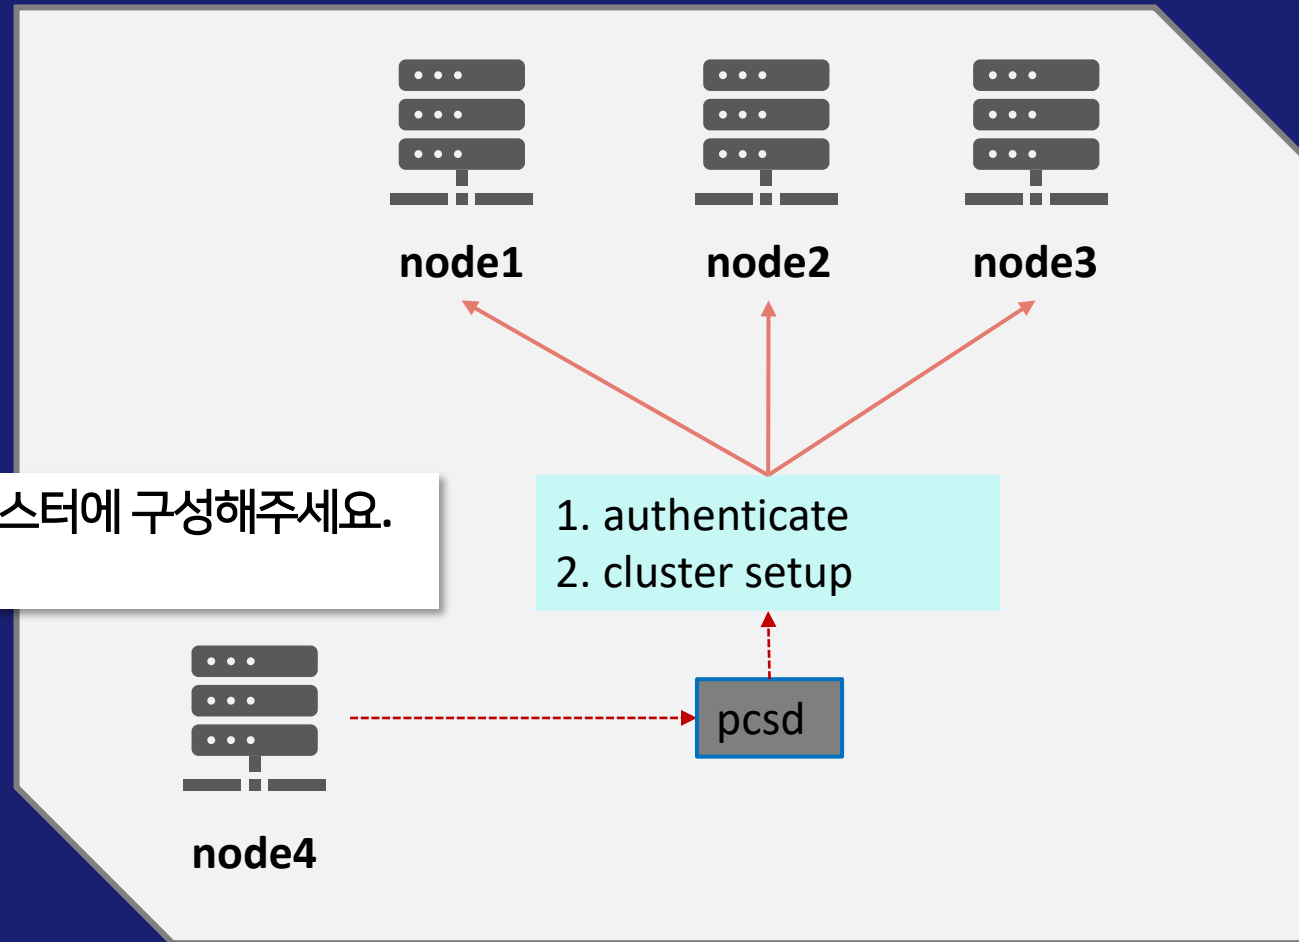 node1
node2
node3
스터에 구성해주세요.
1. authenticate
2. cluster setup
pcsd
node4